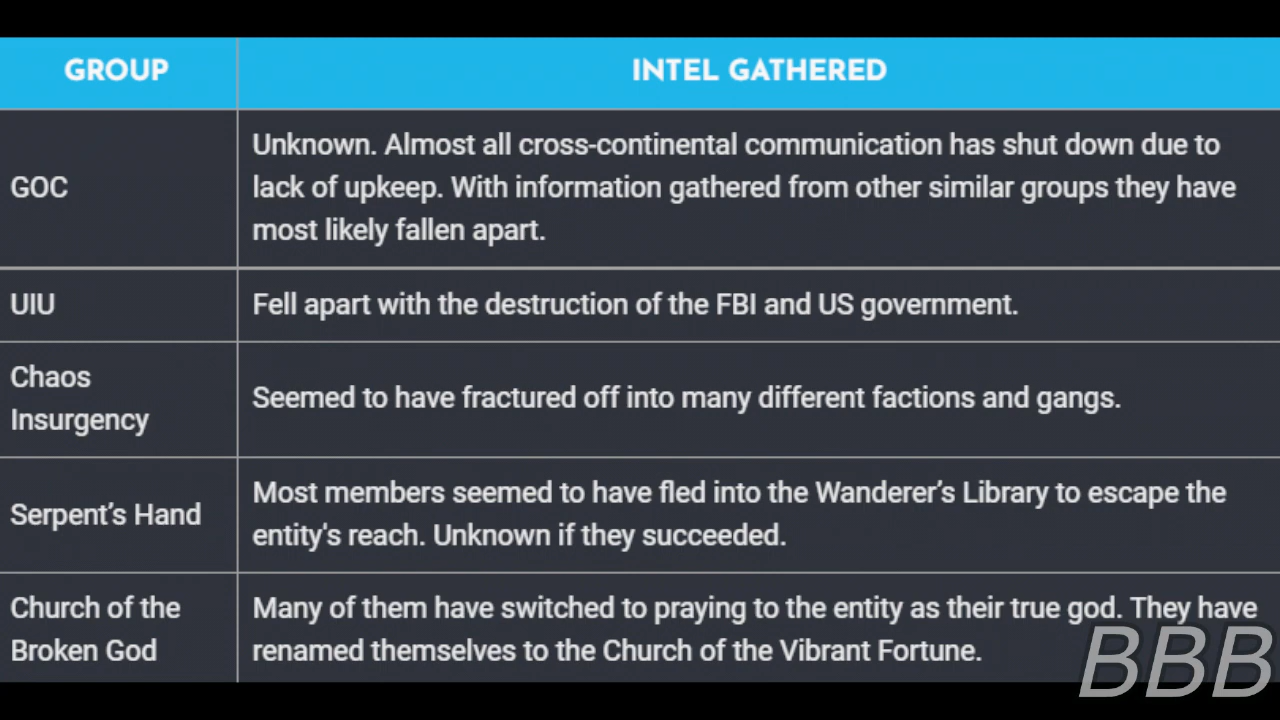 GROUP
INTEL GATHERED
GOC
Unknown. Almost all cross-continental communication has shut down due to
lack of upkeep. With information gathered from other similar groups they have
most likely fallen apart.
UIU
Fell apart with the destruction of the FBI and US government.
Chaos
Insurgency
Seemed to have fractured off into many different factions and gangs.
Serpent’s Hand
Most members seemed to have fled into the Wanderer’s Library to escape the
entity's reach. Unknown if they succeeded.
Church of the
Broken God
Many of them have switched to praying to the entity as their true god. They have
renamed themselves to the Church of the Vibrant Fortune.
BBB